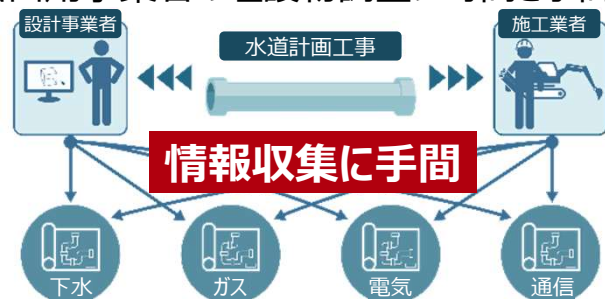 設計事業者
施工業者
水道計画工事
情報収集に手間
下水
ガス
電気
通信